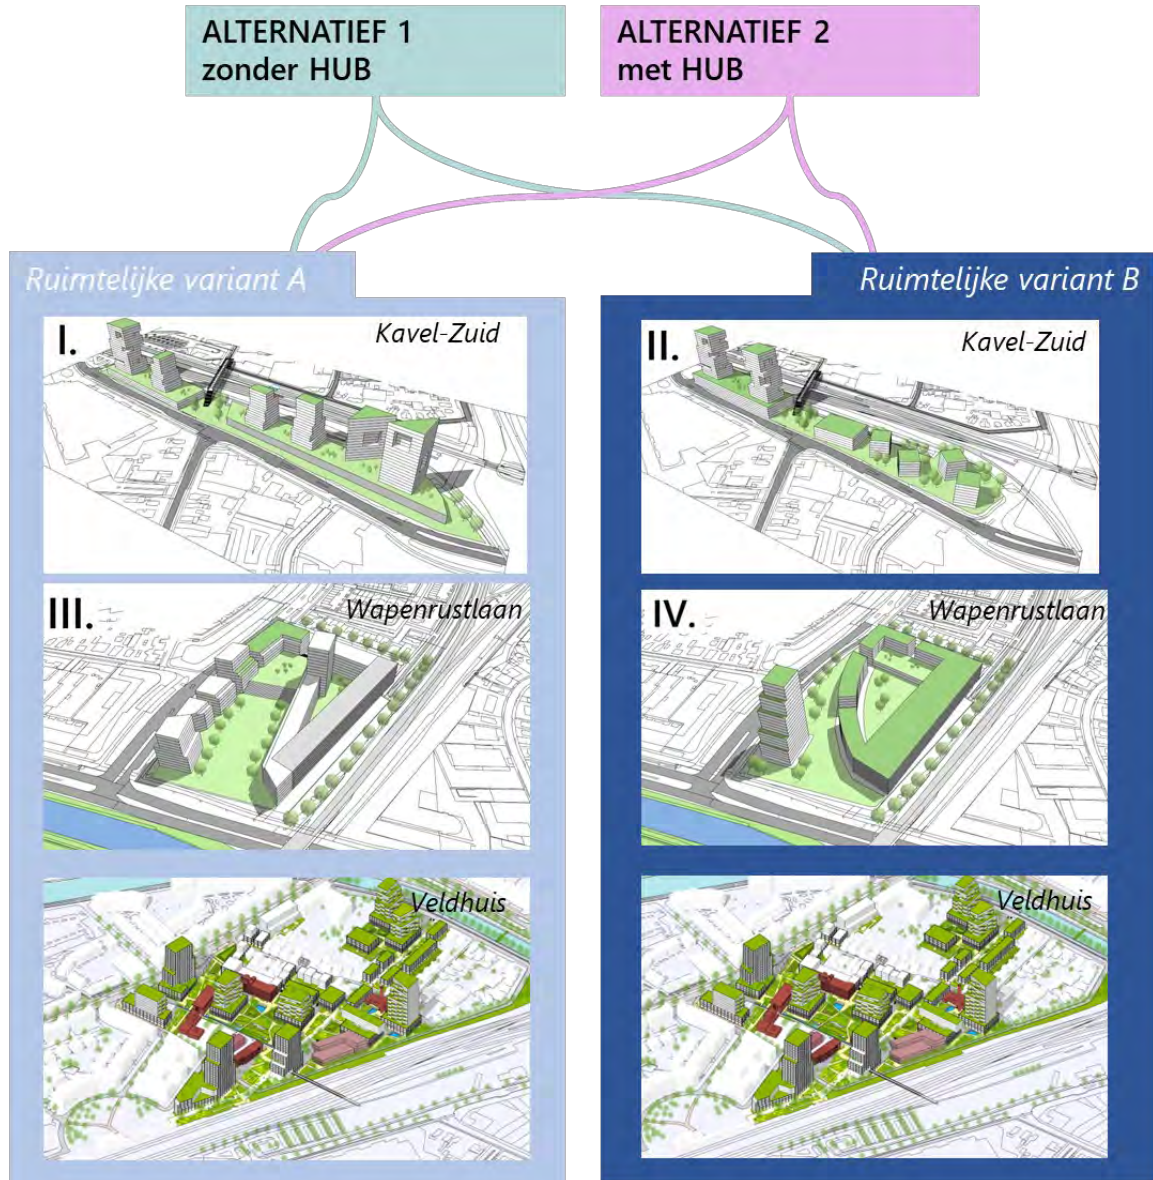 ALTERNATIEF 1
zonder HUB
ALTERNATIEF 2
met HUB
Ruimtelijke variant A
I.
Kavel-Zuid
III.
Wapenrustlaan
Veldhuis
Ruimtelijke variant B
II.
Kavel-Zuid
IV.
Wapenrustlaan
Veldhuis